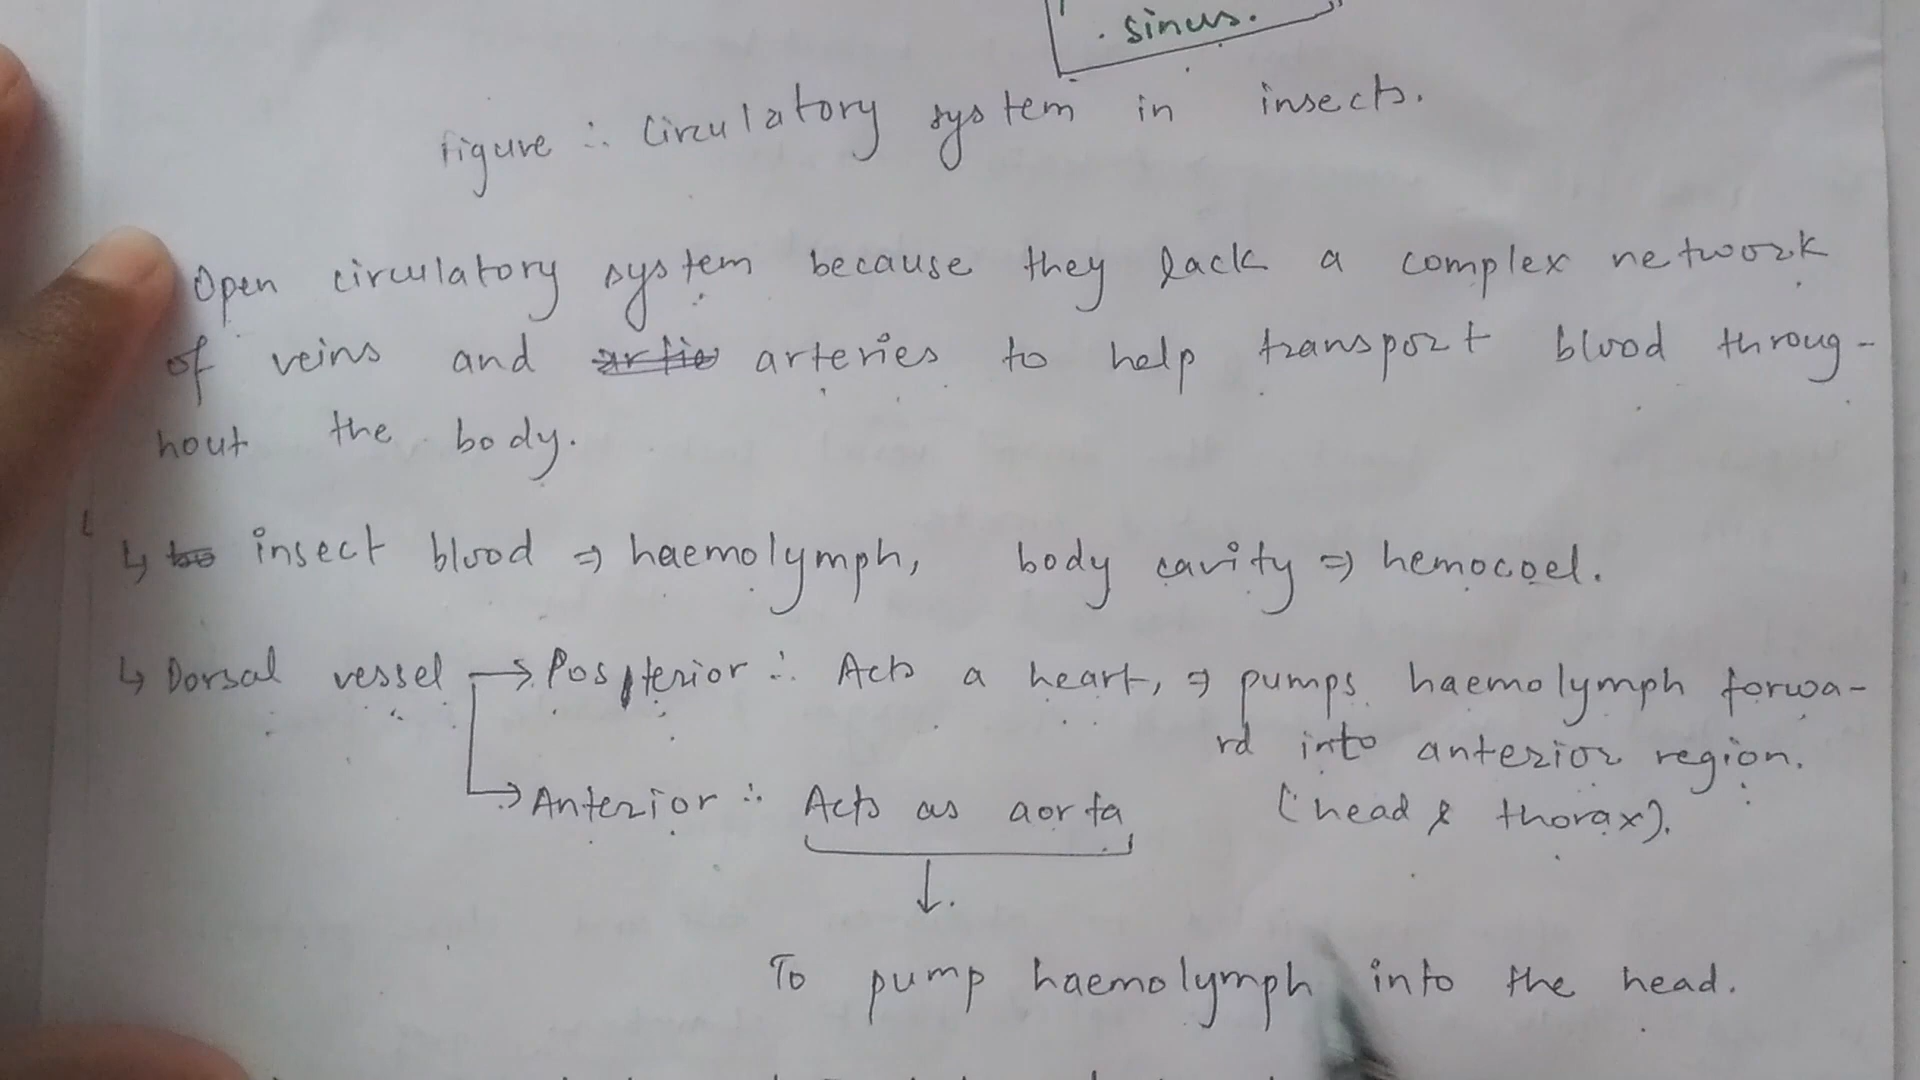 . sinus.
figure ∴ Circulatory system in insects.
Open circulatory system because they lack a complex network
of veins and arteries to help transport blood throug-
hout the body.
↳ insect blood ⇒ haemolymph, body cavity ⇒ hemocoel.
↳ Dorsal vessel → Posterior ∴ Acts a heart, ⇒ pumps haemolymph forwa-
rd into anterior region.
→ Anterior ∴ Acts as aorta (head & thorax).
↓.
To pump haemolymph into the head.